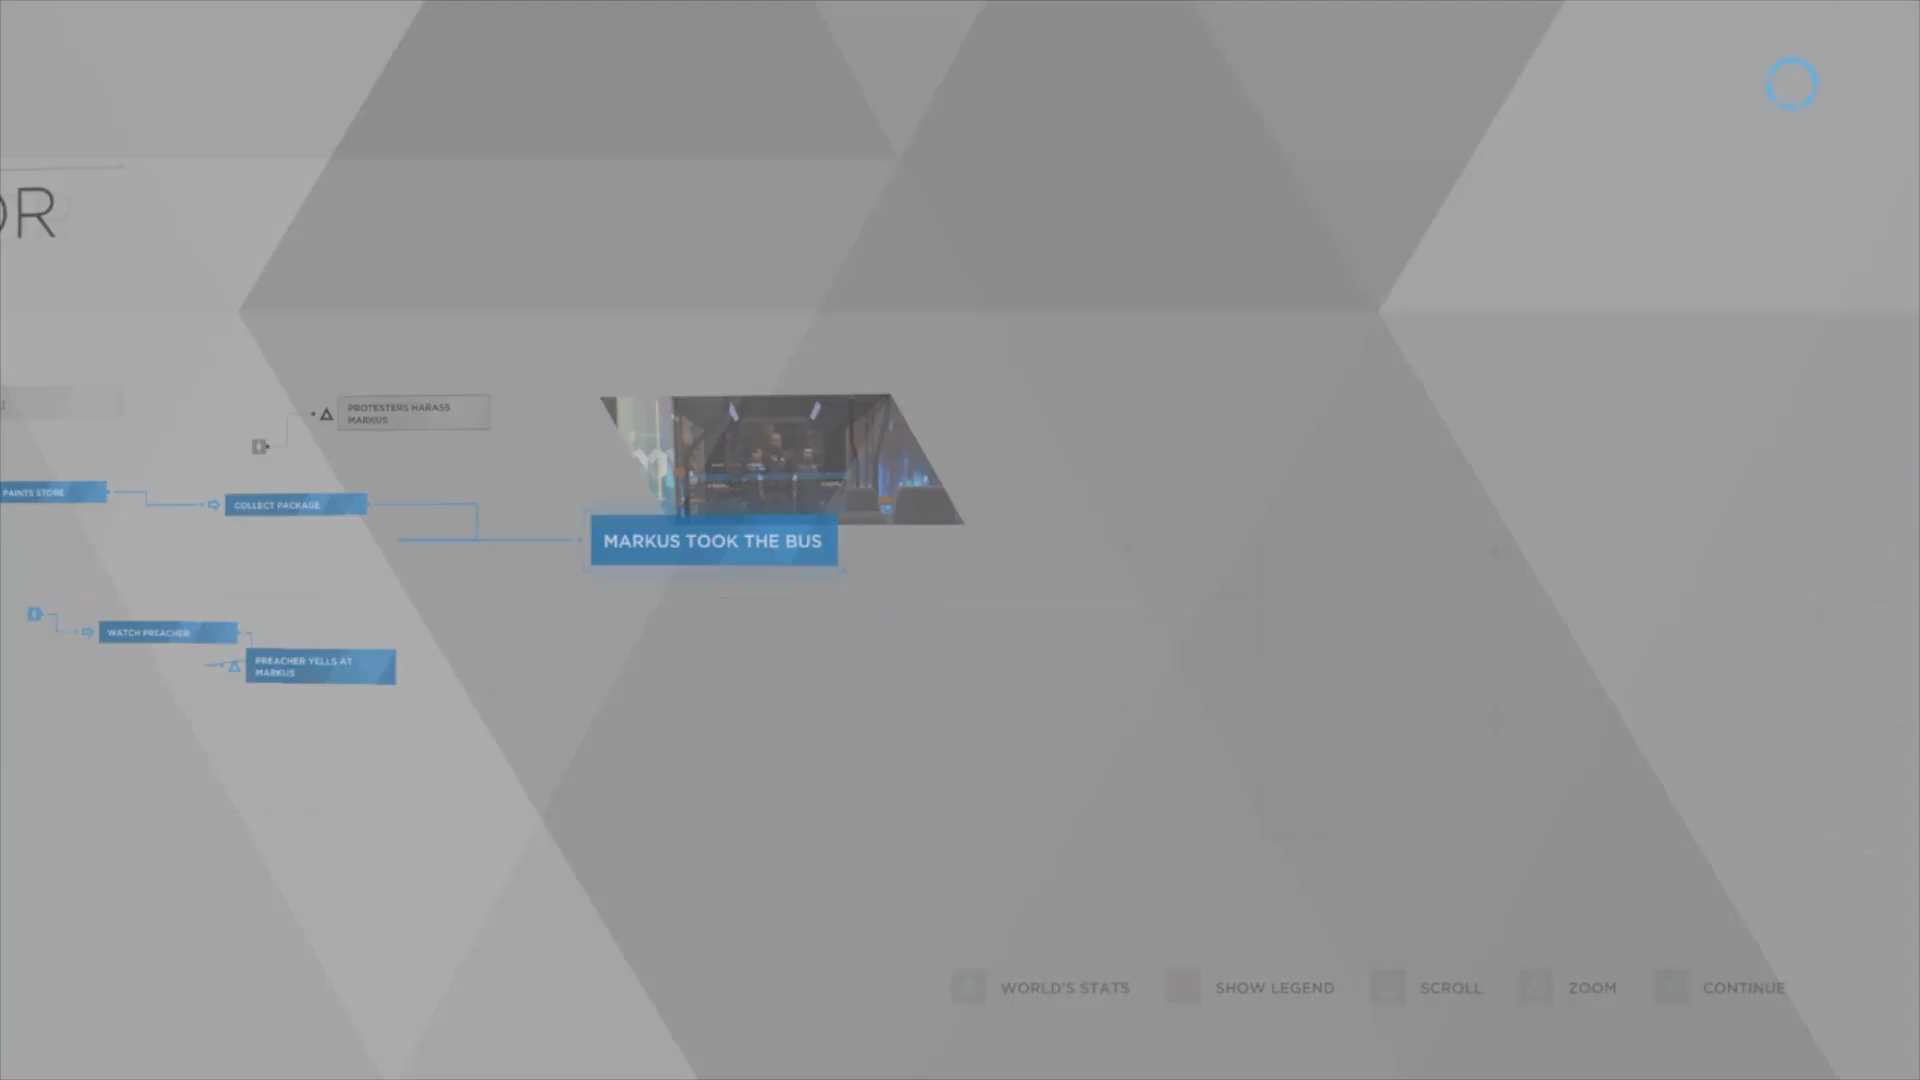 OR
PROTESTERS HARASS
MARKUS
PAINTS STORE
COLLECT PACKAGE
MARKUS TOOK THE BUS
WATCH PREACHER
PREACHER YELLS AT
MARKUS
WORLD'S STATS
SHOW LEGEND
SCROLL
ZOOM
CONTINUE